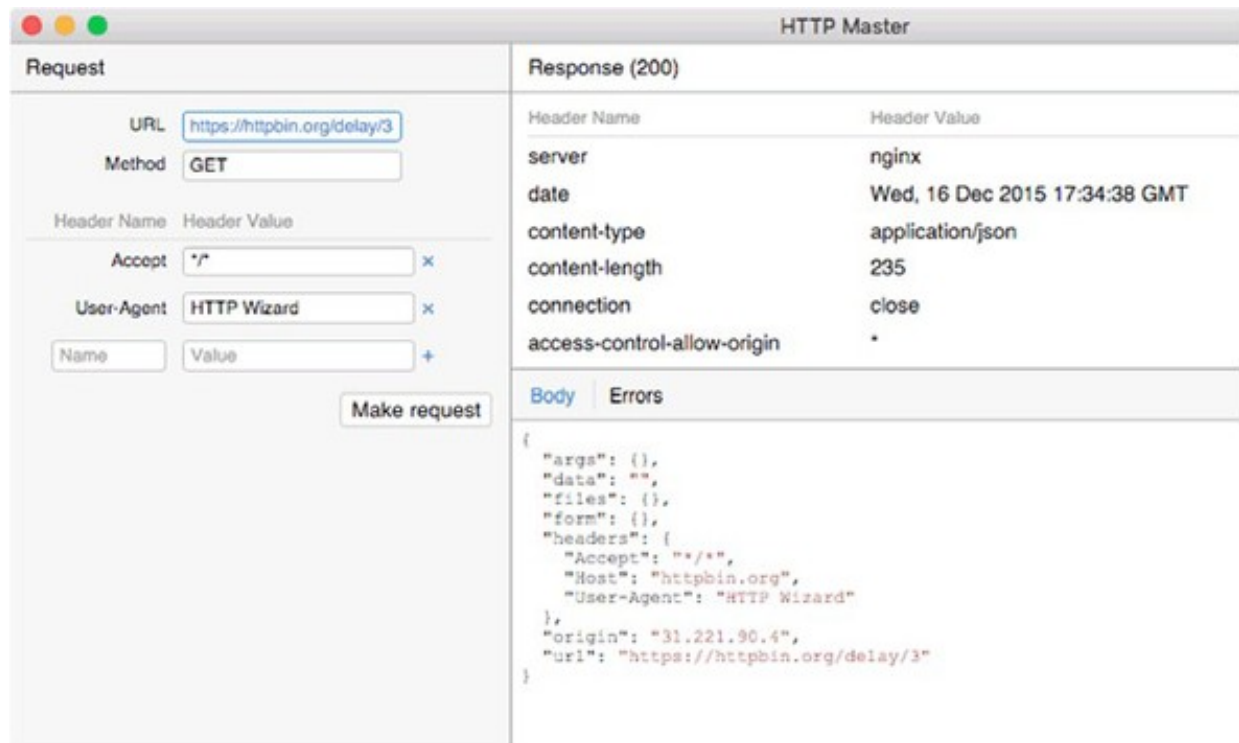 HTTP Master
Request
URL https://httpbin.org/delay/3
Method GET
Header Name Header Value
Accept */*
×
User-Agent HTTP Wizard
×
Name Value
+
Make request
Response (200)
Header Name Header Value
server nginx
date Wed, 16 Dec 2015 17:34:38 GMT
content-type application/json
content-length 235
connection close
access-control-allow-origin *
Body Errors
{
"args": {},
"data": "",
"files": {},
"form": {},
"headers": {
"Accept": "*/*",
"Host": "httpbin.org",
"User-Agent": "HTTP Wizard"
},
"origin": "31.221.90.4",
"url": "https://httpbin.org/delay/3"
}